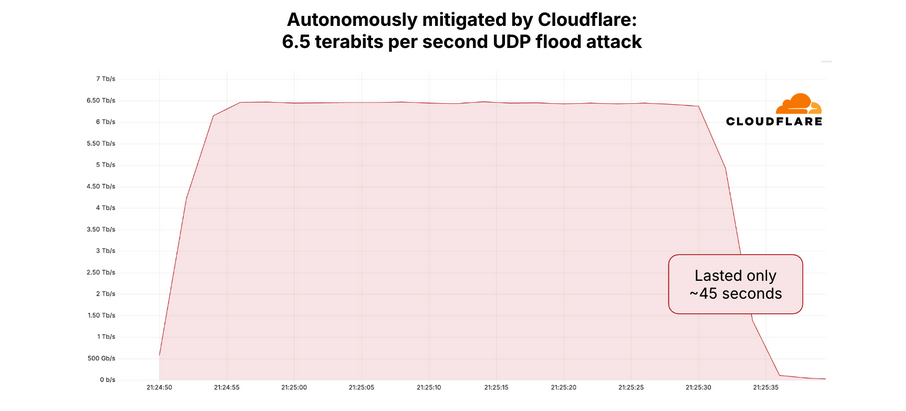 Autonomously mitigated by Cloudflare:
6.5 terabits per second UDP flood attack
7 Tb/s
6.50 Tb/s
6 Tb/s
5.50 Tb/s
5 Tb/s
4.50 Tb/s
4 Tb/s
3.50 Tb/s
3 Tb/s
2.50 Tb/s
2 Tb/s
1.50 Tb/s
1 Tb/s
500 Gb/s
0 b/s
CLOUDFLARE
Lasted only
~45 seconds
21:24:50 21:24:55 21:25:00 21:25:05 21:25:10 21:25:15 21:25:20 21:25:25 21:25:30 21:25:35